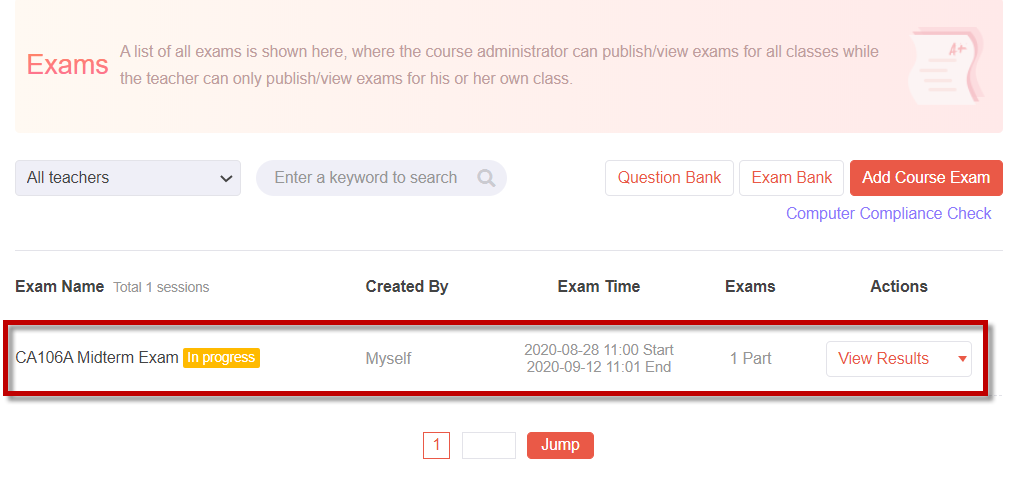 Exams
A list of all exams is shown here, where the course administrator can publish/view exams for all classes while
the teacher can only publish/view exams for his or her own class.
A+
All teachers
Enter a keyword to search
Question Bank
Exam Bank
Add Course Exam
Computer Compliance Check
Exam Name Total 1 sessions Created By Exam Time Exams Actions
CA106A Midterm Exam In progress
Myself
2020-08-28 11:00 Start
2020-09-12 11:01 End
1 Part
View Results
1
Jump